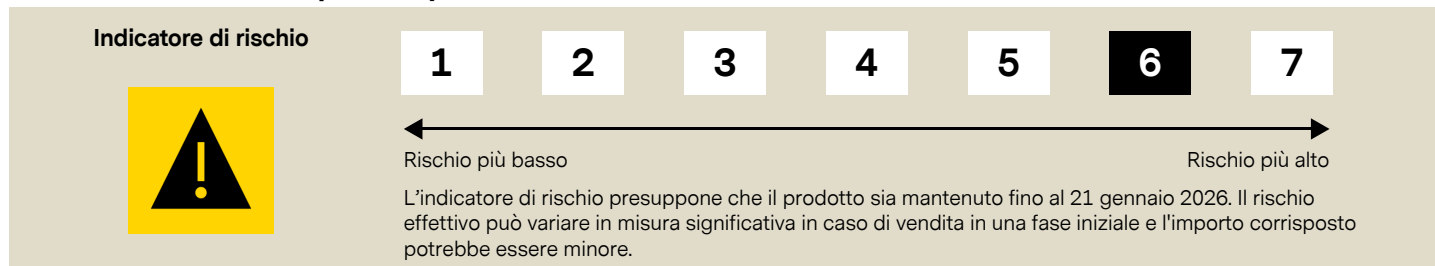 Indicatore di rischio
1 2 3 4 5 6 7
Rischio più basso Rischio più alto
L'indicatore di rischio presuppone che il prodotto sia mantenuto fino al 21 gennaio 2026. Il rischio
effettivo può variare in misura significativa in caso di vendita in una fase iniziale e l'importo corrisposto
potrebbe essere minore.